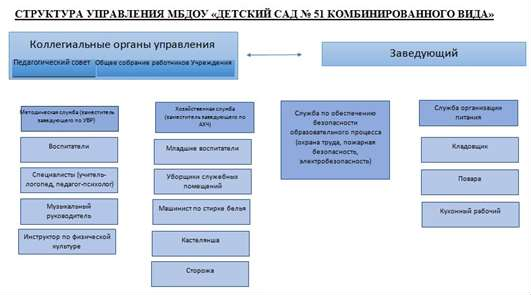 СТРУКТУРА УПРАВЛЕНИЯ МБДОУ «ДЕТСКИЙ САД № 51 КОМБИНИРОВАННОГО ВИДА»
Коллегиальные органы управления
Педагогический совет Общее собрание работников Учреждения
Заведующий
Методическая служба (заместитель
заведующего по УВР)
Воспитатели
Специалисты (учитель-
логопед, педагог-психолог)
Музыкальный
руководитель
Инструктор по физической
культуре
Хозяйственная служба
(заместитель заведующего по
АХЧ)
Младшие воспитатели
Уборщики служебных
помещений
Машинист по стирке белья
Кастелянша
Сторожа
Служба по обеспечению
безопасности
образовательного процесса
(охрана труда, пожарная
безопасность,
электробезопасность)
Служба организации
питания
Кладовщик
Повара
Кухонный рабочий